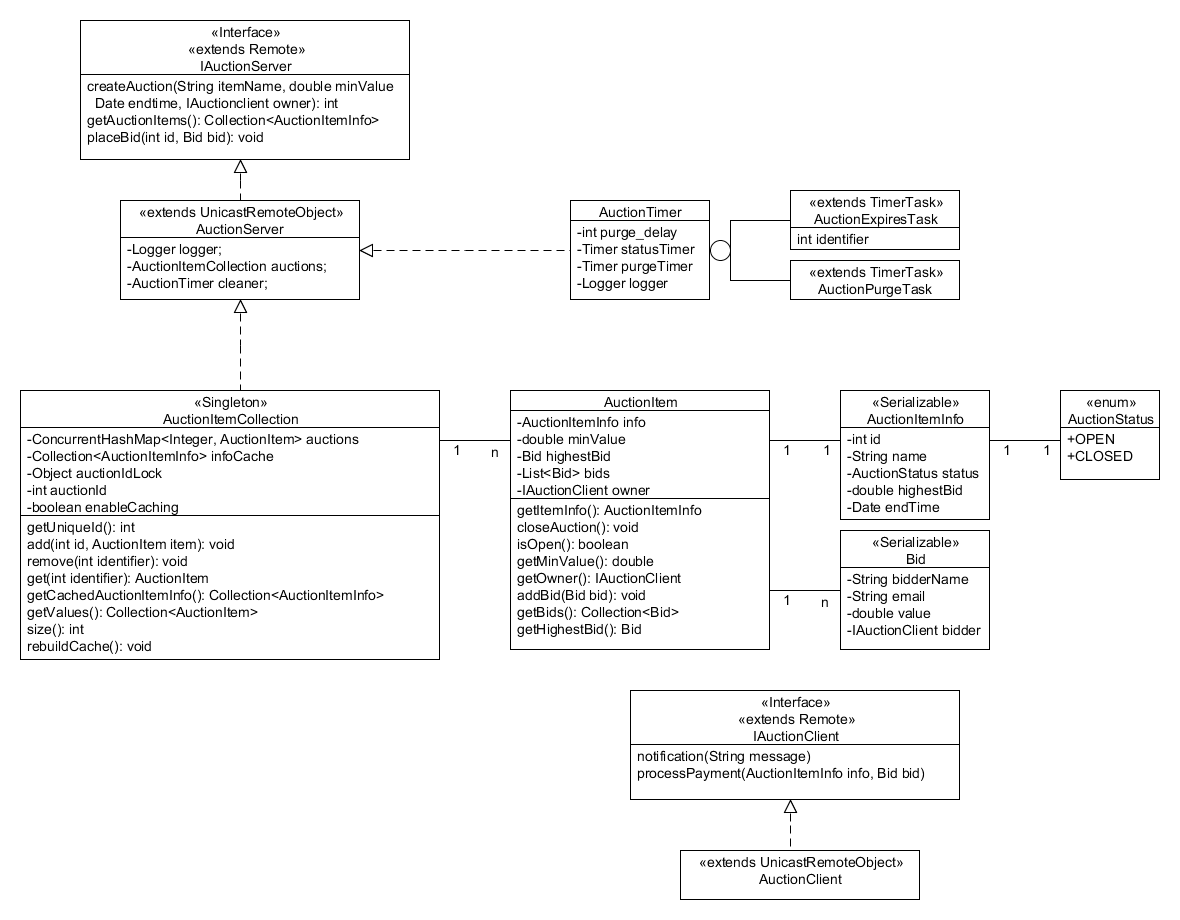 «Interface»
«extends Remote»
IAuctionServer
createAuction(String itemName, double minValue
Date endtime, IAuctionclient owner): int
getAuctionItems(): Collection<AuctionItemInfo>
placeBid(int id, Bid bid): void
«extends UnicastRemoteObject»
AuctionServer
-Logger logger;
-AuctionItemCollection auctions;
-AuctionTimer cleaner;
AuctionTimer
-int purge_delay
-Timer statusTimer
-Timer purgeTimer
-Logger logger
«extends TimerTask»
AuctionExpiresTask
int identifier
«extends TimerTask»
AuctionPurgeTask
«Singleton»
AuctionItemCollection
-ConcurrentHashMap<Integer, AuctionItem> auctions
-Collection<AuctionItemInfo> infoCache
-Object auctionIdLock
-int auctionId
-boolean enableCaching
getUniqueId(): int
add(int id, AuctionItem item): void
remove(int identifier): void
get(int identifier): AuctionItem
getCachedAuctionItemInfo(): Collection<AuctionItemInfo>
getValues(): Collection<AuctionItem>
size(): int
rebuildCache(): void
1 n
AuctionItem
-AuctionItemInfo info
-double minValue
-Bid highestBid
-List<Bid> bids
-IAuctionClient owner
getItemInfo(): AuctionItemInfo
closeAuction(): void
isOpen(): boolean
getMinValue(): double
getOwner(): IAuctionClient
addBid(Bid bid): void
getBids(): Collection<Bid>
getHighestBid(): Bid
1 1
«Serializable»
AuctionItemInfo
-int id
-String name
-AuctionStatus status
-double highestBid
-Date endTime
1 1
«enum»
AuctionStatus
+OPEN
+CLOSED
1 n
«Serializable»
Bid
-String bidderName
-String email
-double value
-IAuctionClient bidder
«Interface»
«extends Remote»
IAuctionClient
notification(String message)
processPayment(AuctionItemInfo info, Bid bid)
«extends UnicastRemoteObject»
AuctionClient